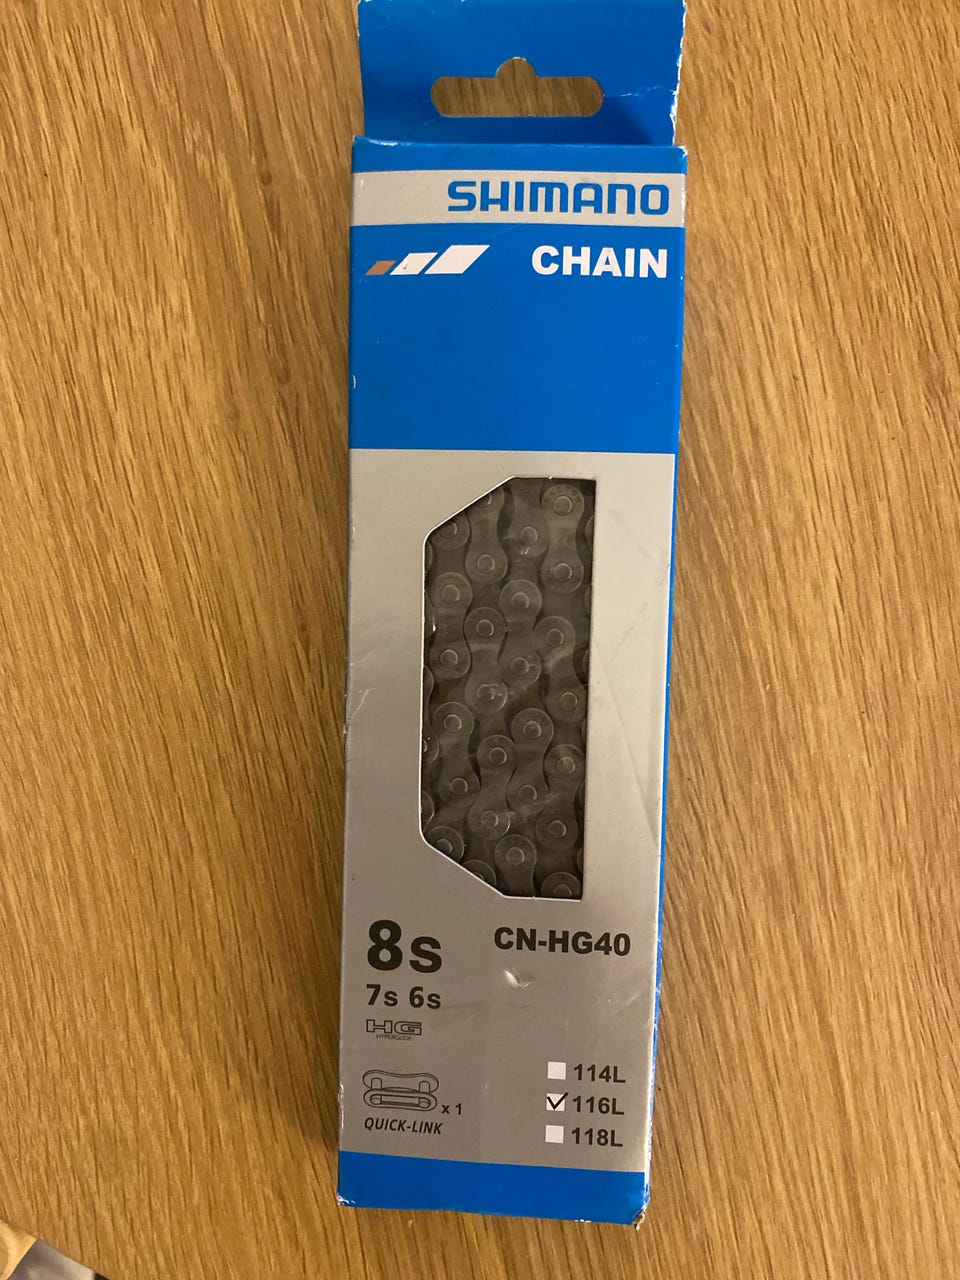 SHIMANO
CHAIN
8s
CN-HG40
7s 6s
HG
HYPERGLIDE
114L
116L
x 1
QUICK-LINK
118L